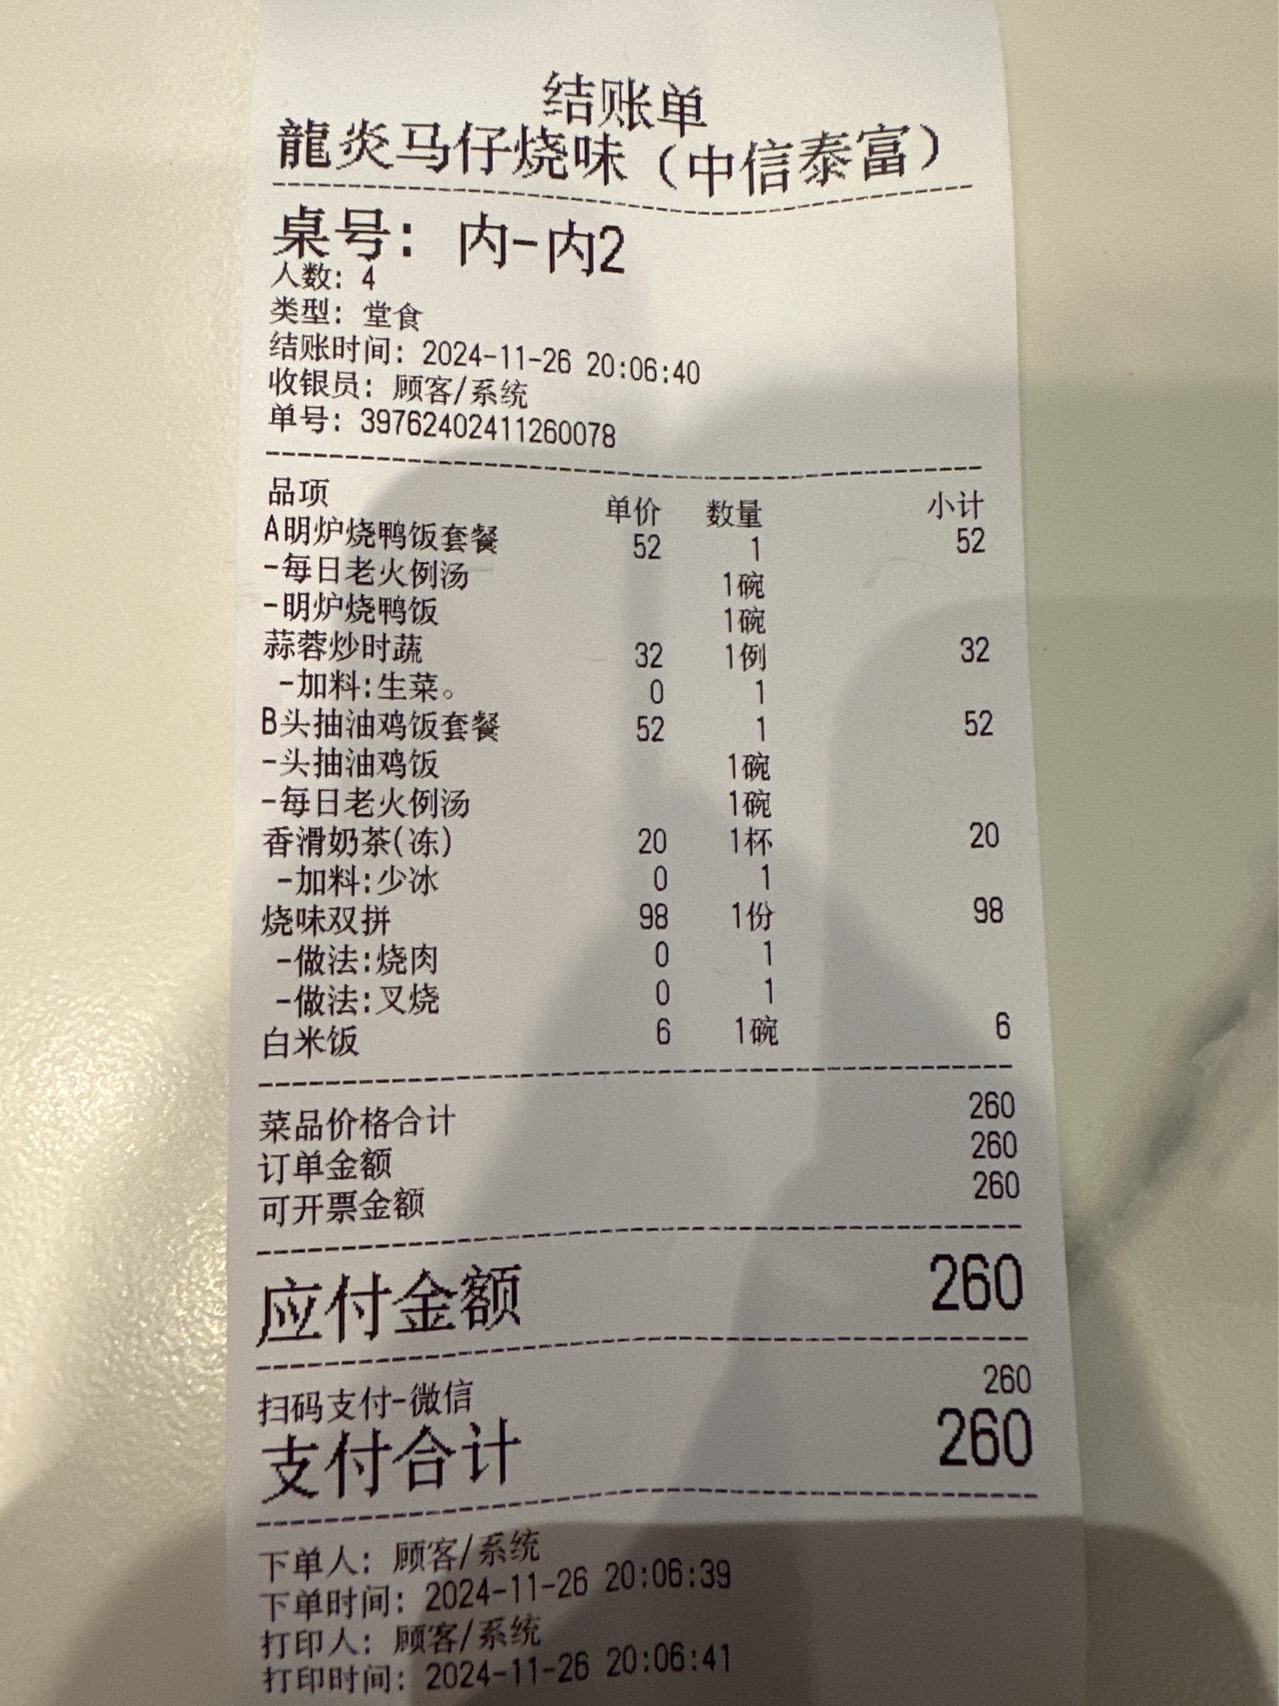 结账单
龍炎马仔烧味（中信泰富）
桌号: 内-内2
人数: 4
类型: 堂食
结账时间: 2024-11-26 20:06:40
收银员: 顾客/系统
单号: 39762402411260078
品项 单价 数量 小计
A明炉烧鸭饭套餐 52 1 52
-每日老火例汤 1碗
-明炉烧鸭饭 1碗
蒜蓉炒时蔬 32 1例 32
-加料:生菜。 0 1
B头抽油鸡饭套餐 52 1 52
-头抽油鸡饭 1碗
-每日老火例汤 1碗
香滑奶茶(冻) 20 1杯 20
-加料:少冰 0 1
烧味双拼 98 1份 98
-做法:烧肉 0 1
-做法:叉烧 0 1
白米饭 6 1碗 6
菜品价格合计 260
订单金额 260
可开票金额 260
应付金额 260
扫码支付-微信 260
支付合计 260
下单人: 顾客/系统
下单时间: 2024-11-26 20:06:39
打印人: 顾客/系统
打印时间: 2024-11-26 20:06:41